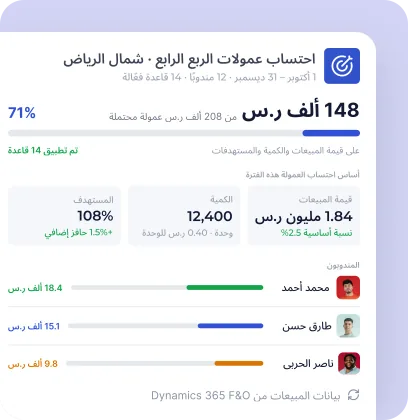 احتساب عمولات الربع الرابع · شمال الرياض
1 أكتوبر – 31 ديسمبر · 12 مندوبًا · 14 قاعدة فعّالة
148 ألف ر.س من 208 ألف ر.س عمولة محتملة 71%
على قيمة المبيعات والكمية والمستهدفات تم تطبيق 14 قاعدة
أساس احتساب العمولة هذه الفترة
قيمة المبيعات
1.84 مليون ر.س
نسبة أساسية 2.5%
الكمية
12,400
وحدة · 0.40 ر.س للوحدة
المستهدف
108%
+1.5% حافز إضافي
المندوبون
محمد أحمد 18.4 ألف ر.س
طارق حسن 15.1 ألف ر.س
ناصر الحربي 9.8 ألف ر.س
بيانات المبيعات من Dynamics 365 F&O